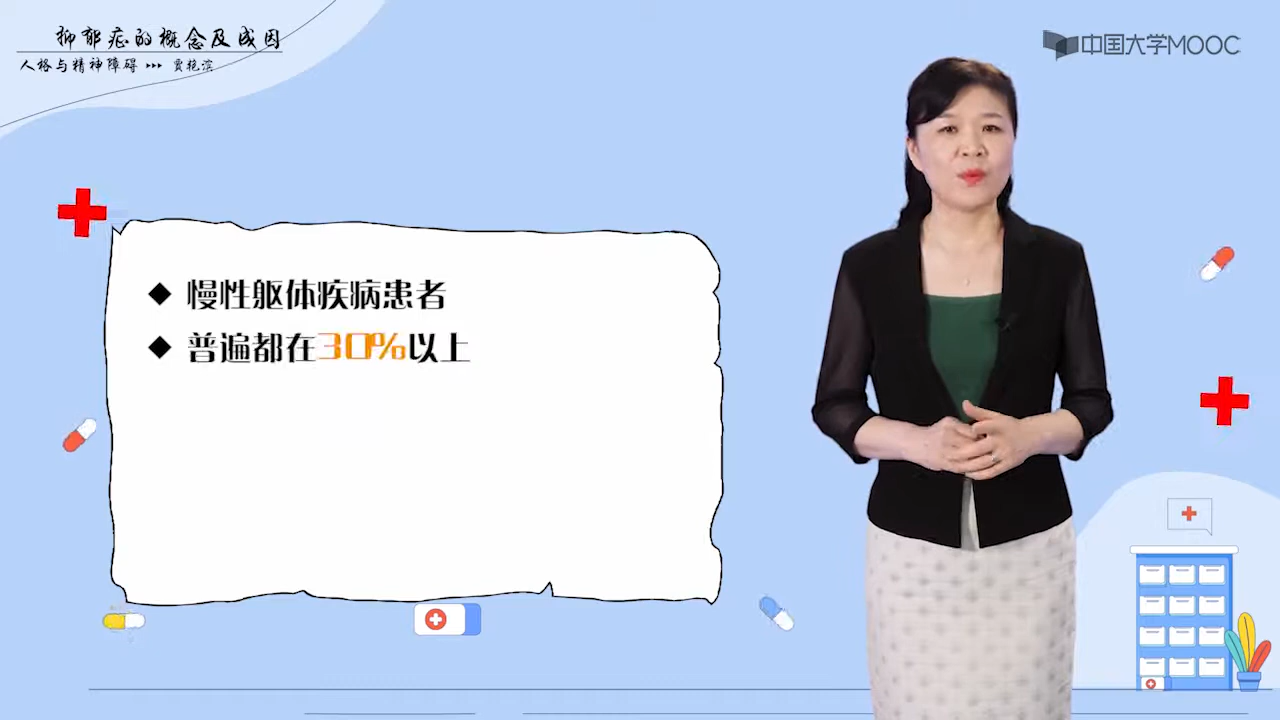 抑郁症的概念及成因
人格与精神障碍 ▸▸▸ 贾艳滨
中国大学MOOC
◆ 慢性躯体疾病患者
◆ 普遍都在30%以上